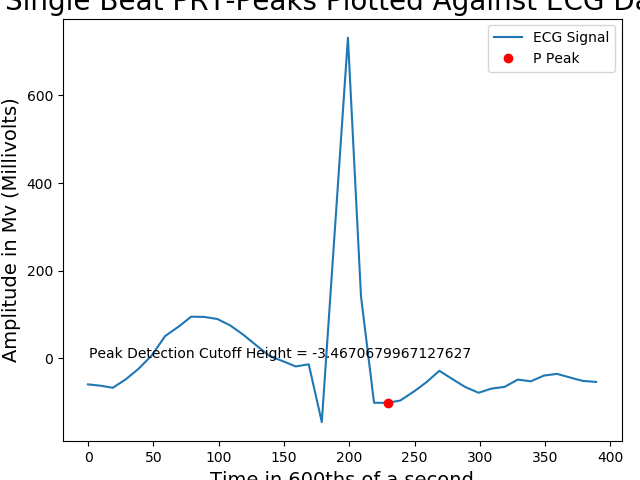 Single Beat PRT-Peaks Plotted Against ECG Da
ECG Signal
P Peak
Amplitude in Mv (Millivolts)
600
400
200
0
Peak Detection Cutoff Height = -3.4670679967127627
0 50 100 150 200 250 300 350 400
Time in 600ths of a second